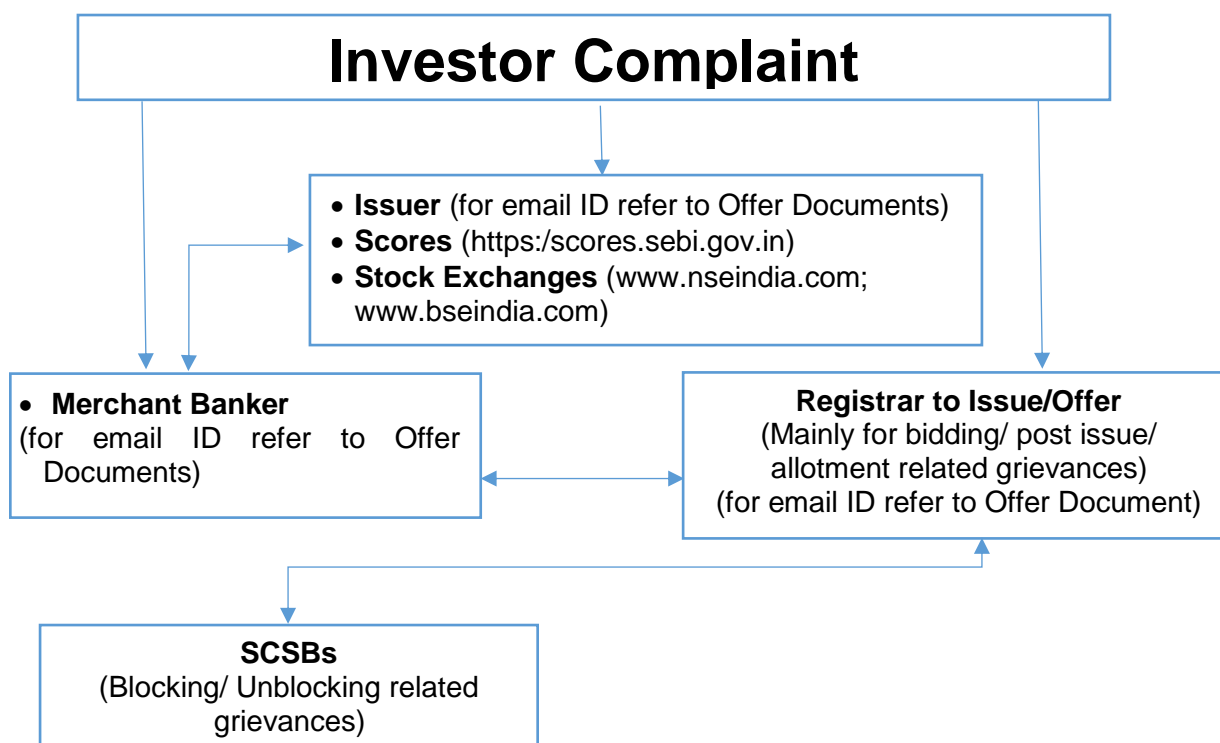 Investor Complaint
• Issuer (for email ID refer to Offer Documents)
• Scores (https:/scores.sebi.gov.in)
• Stock Exchanges (www.nseindia.com;
www.bseindia.com)
• Merchant Banker
(for email ID refer to Offer
Documents)
Registrar to Issue/Offer
(Mainly for bidding/ post issue/
allotment related grievances)
(for email ID refer to Offer Document)
SCSBs
(Blocking/ Unblocking related
grievances)